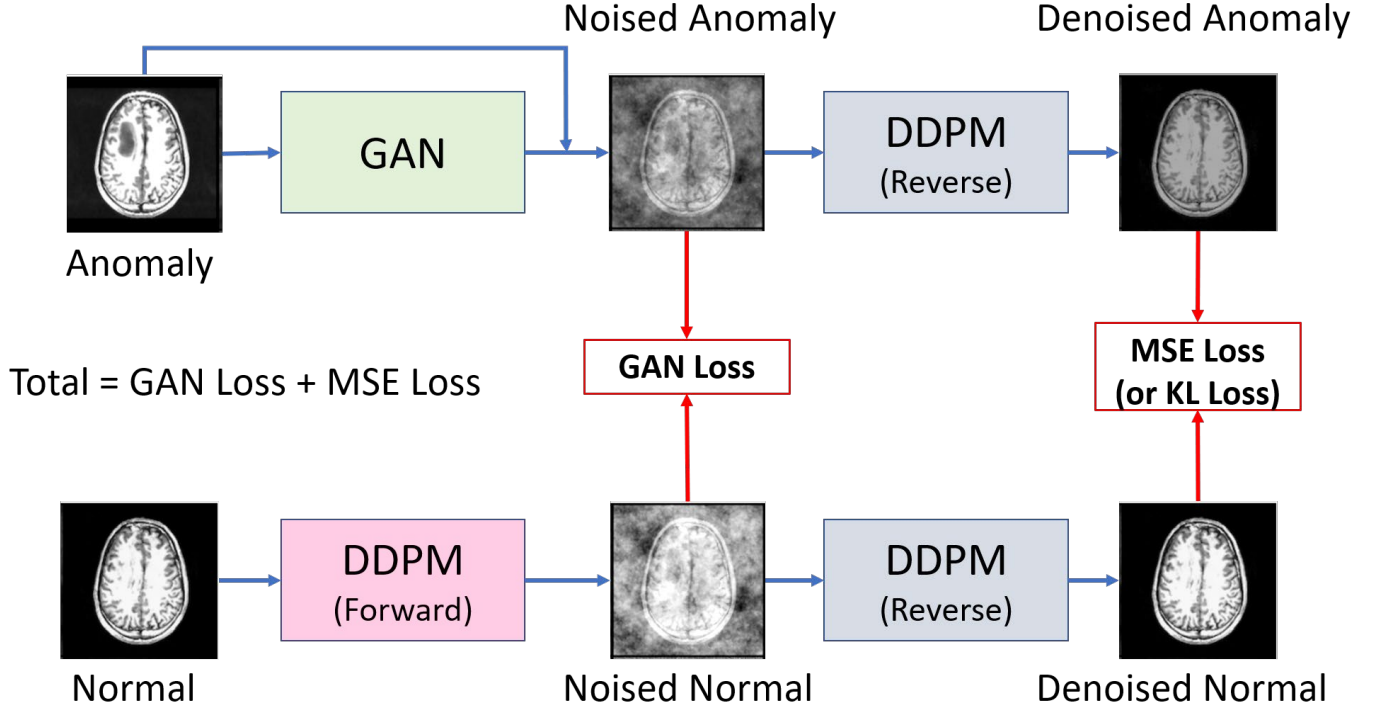 Noised Anomaly
Denoised Anomaly
GAN
DDPM
(Reverse)
Anomaly
GAN Loss
MSE Loss
(or KL Loss)
Total = GAN Loss + MSE Loss
DDPM
(Forward)
DDPM
(Reverse)
Normal
Noised Normal
Denoised Normal